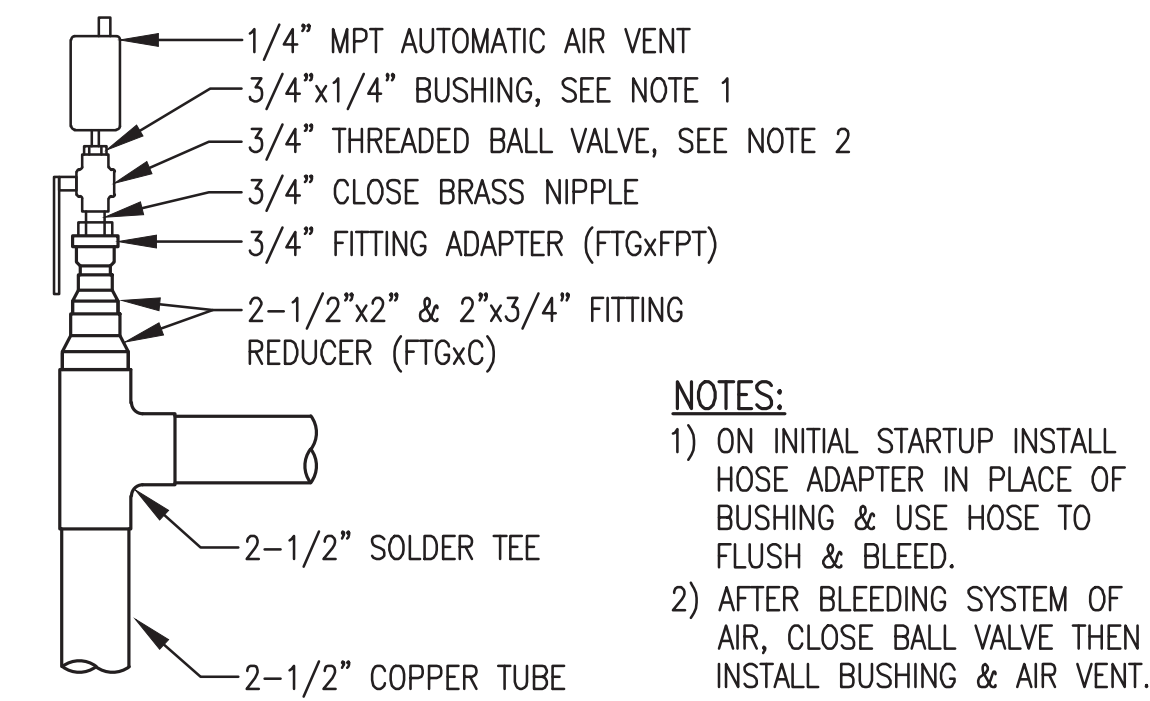 1/4” MPT AUTOMATIC AIR VENT
3/4”x1/4” BUSHING, SEE NOTE 1
3/4” THREADED BALL VALVE, SEE NOTE 2
3/4” CLOSE BRASS NIPPLE
3/4” FITTING ADAPTER (FTGxFPT)
2-1/2”x2” & 2”x3/4” FITTING
REDUCER (FTGxC)
2-1/2” SOLDER TEE
2-1/2” COPPER TUBE
NOTES:
1) ON INITIAL STARTUP INSTALL
HOSE ADAPTER IN PLACE OF
BUSHING & USE HOSE TO
FLUSH & BLEED.
2) AFTER BLEEDING SYSTEM OF
AIR, CLOSE BALL VALVE THEN
INSTALL BUSHING & AIR VENT.